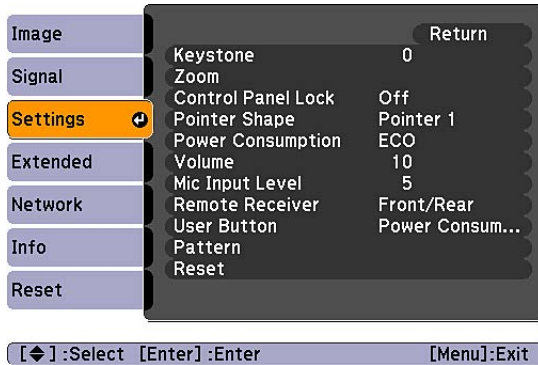 Image
Signal
Settings
Extended
Network
Info
Reset
Return
Keystone 0
Zoom
Control Panel Lock Off
Pointer Shape Pointer 1
Power Consumption ECO
Volume 10
Mic Input Level 5
Remote Receiver Front/Rear
User Button Power Consum...
Pattern
Reset
[◆] :Select [Enter] :Enter [Menu]:Exit